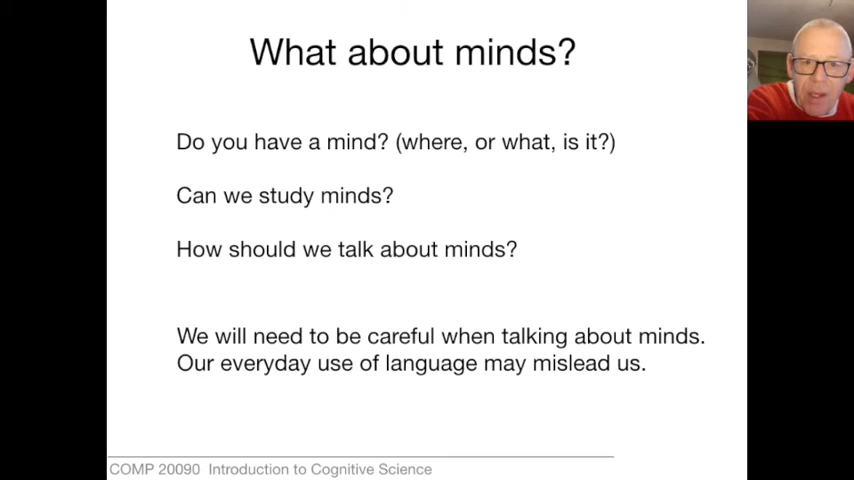 What about minds?
Do you have a mind? (where, or what, is it?)
Can we study minds?
How should we talk about minds?
We will need to be careful when talking about minds.
Our everyday use of language may mislead us.
COMP 20090 Introduction to Cognitive Science